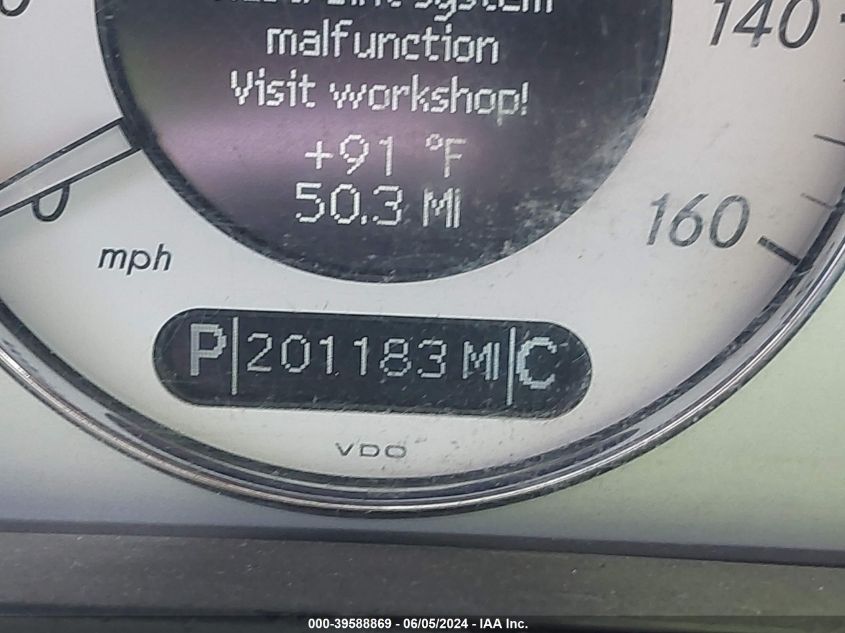 system
malfunction
Visit workshop!
+91 °F
50.3 MI
140
160
mph
P 201183 MI C
VDO
000-39588869 - 06/05/2024 - IAA Inc.